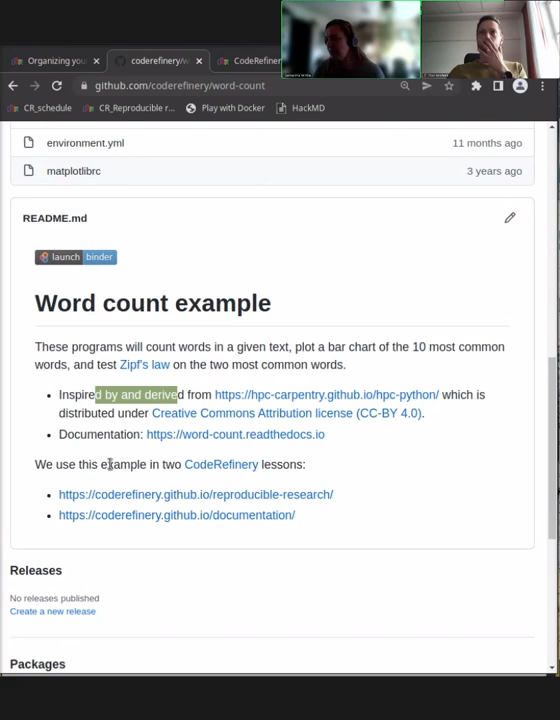 Organizing you
coderefinery/w
CodeRefiner
github.com/coderefinery/word-count
CR_schedule
CR_Reproducible r...
Play with Docker
HackMD
environment.yml
11 months ago
matplotlibrc
3 years ago
README.md
launch binder
Word count example
These programs will count words in a given text, plot a bar chart of the 10 most common
words, and test Zipf's law on the two most common words.
Inspired by and derived from https://hpc-carpentry.github.io/hpc-python/ which is
distributed under Creative Commons Attribution license (CC-BY 4.0).
Documentation: https://word-count.readthedocs.io
We use this example in two CodeRefinery lessons:
https://coderefinery.github.io/reproducible-research/
https://coderefinery.github.io/documentation/
Releases
No releases published
Create a new release
Packages